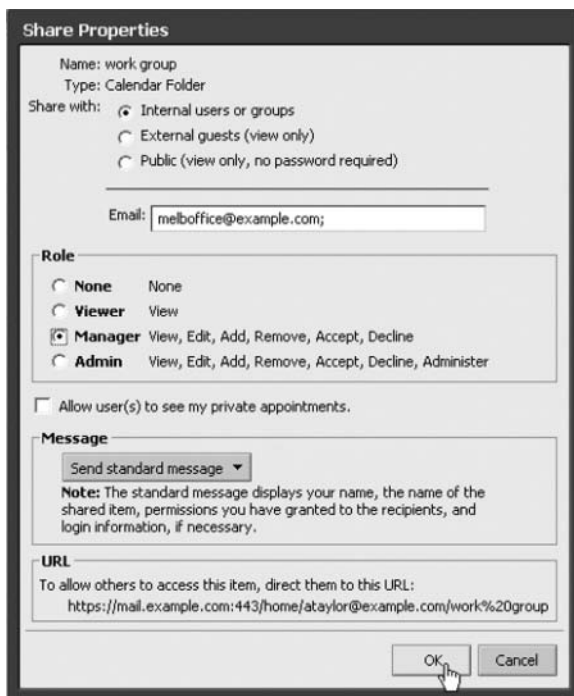 Share Properties
Name: work group
Type: Calendar Folder
Share with: Internal users or groups
External guests (view only)
Public (view only, no password required)
Email: melboffice@example.com;
Role
None None
Viewer View
Manager View, Edit, Add, Remove, Accept, Decline
Admin View, Edit, Add, Remove, Accept, Decline, Administer
Allow user(s) to see my private appointments.
Message
Send standard message
Note: The standard message displays your name, the name of the
shared item, permissions you have granted to the recipients, and
login information, if necessary.
URL
To allow others to access this item, direct them to this URL:
https://mail.example.com:443/home/ataylor@example.com/work%20group
OK Cancel